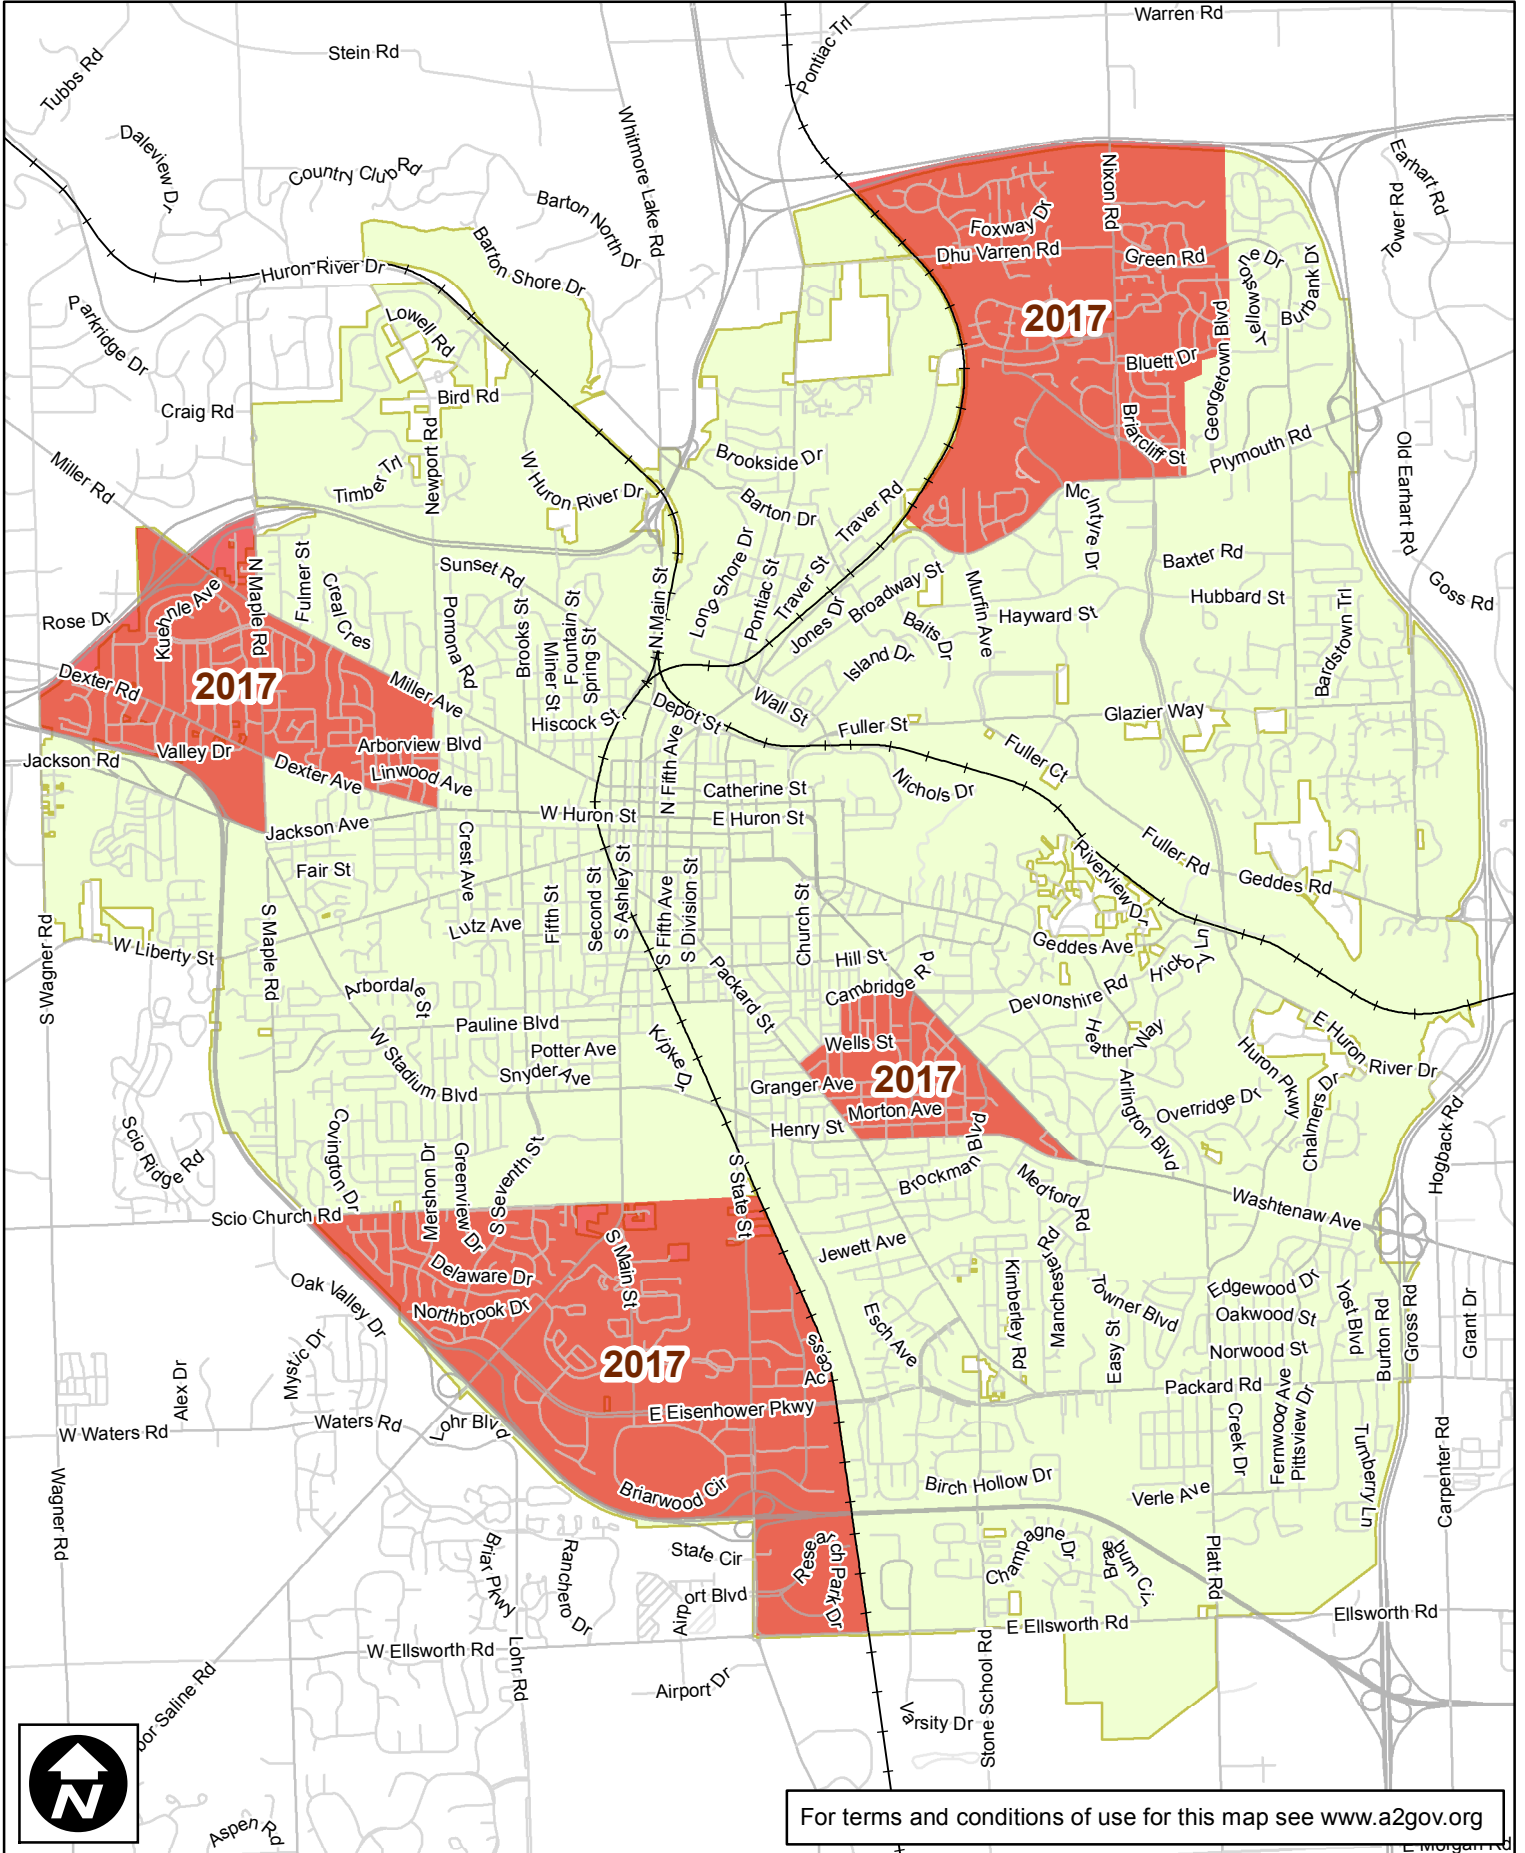 Warren Rd
Pontiac Trl
Stein Rd
Tubbs Rd
Whitmore Lake Rd
Daleview Dr
Country Club Rd
Earhart Rd
Nixon Rd
Tower Rd
Barton North Dr
Foxway Dr
Barton Shore Dr
Dhu Varren Rd
Green Rd
Yellowstone Dr
Burbank Dr
Huron River Dr
Parkridge Dr
Lowell Rd
2017
Bluett Dr
Georgetown Blvd
Bird Rd
Craig Rd
Newport Rd
Briarcliff St
Plymouth Rd
Old Earhart Rd
Miller Rd
Timber Trl
W Huron River Dr
Brookside Dr
Barton Dr
Traver Rd
McIntyre Dr
Baxter Rd
Goss Rd
Sunset Rd
Long Shore Dr
Pontiac St
Traver St
Broadway St
Murfin Ave
Hayward St
Hubbard St
Bardstown Trl
N Maple Rd
Fulmer St
Creal Cres
Kuehnle Ave
Rose Dr
Pomona Rd
Brooks St
Miner St
Fountain St
Spring St
N Main St
Jones Dr
Baits Dr
Island Dr
Dexter Rd
2017
Miller Ave
Hiscock St
Depot St
Wall St
Fuller St
Glazier Way
Fuller Ct
Jackson Rd
Valley Dr
Arborview Blvd
Linwood Ave
Dexter Ave
N Fifth Ave
Catherine St
Nichols Dr
W Huron St
E Huron St
Jackson Ave
Fair St
Crest Ave
Lutz Ave
Fifth St
Second St
S Ashley St
S Fifth Ave
S Division St
Church St
Riverview Dr
Fuller Rd
Geddes Rd
S Wagner Rd
W Liberty St
S Maple Rd
Hill St
Geddes Ave
Hickory Ln
Packard St
Cambridge Rd
Devonshire Rd
Arbordale St
Pauline Blvd
Potter Ave
Snyder Ave
W Stadium Blvd
Kipke Dr
Wells St
Granger Ave
2017
Morton Ave
Henry St
Heather Way
Arlington Blvd
Overridge Dr
Huron Pkwy
Chalmers Dr
E Huron River Dr
Hogback Rd
Scio Ridge Rd
Covington Dr
Mershon Dr
Greenview Dr
S Seventh St
S State St
Brockman Blvd
Medford Rd
Washtenaw Ave
Scio Church Rd
S Main St
Jewett Ave
Delaware Dr
Northbrook Dr
Oak Valley Dr
Mystic Dr
Alex Dr
2017
Access
Esch Ave
Kimberley Rd
Manchester Rd
Towner Blvd
Easy St
Edgewood Dr
Oakwood St
Norwood St
Yost Blvd
Burton Rd
Gross Rd
Grant Dr
Packard Rd
E Eisenhower Pkwy
W Waters Rd
Waters Rd
Lohr Blvd
Creek Dr
Fernwood Ave
Pittsview Dr
Tumberry Ln
Carpenter Rd
Briarwood Cir
Birch Hollow Dr
Verle Ave
Wagner Rd
Briar Pkwy
Ranchero Dr
State Cir
Airport Blvd
Research Park Dr
Champagne Dr
Braeburn Cir
Platt Rd
Ellsworth Rd
E Ellsworth Rd
W Ellsworth Rd
Lohr Rd
Airport Dr
Varsity Dr
Stone School Rd
bor Saline Rd
N
Aspen Rd
For terms and conditions of use for this map see www.a2gov.org
E Morgan Rd